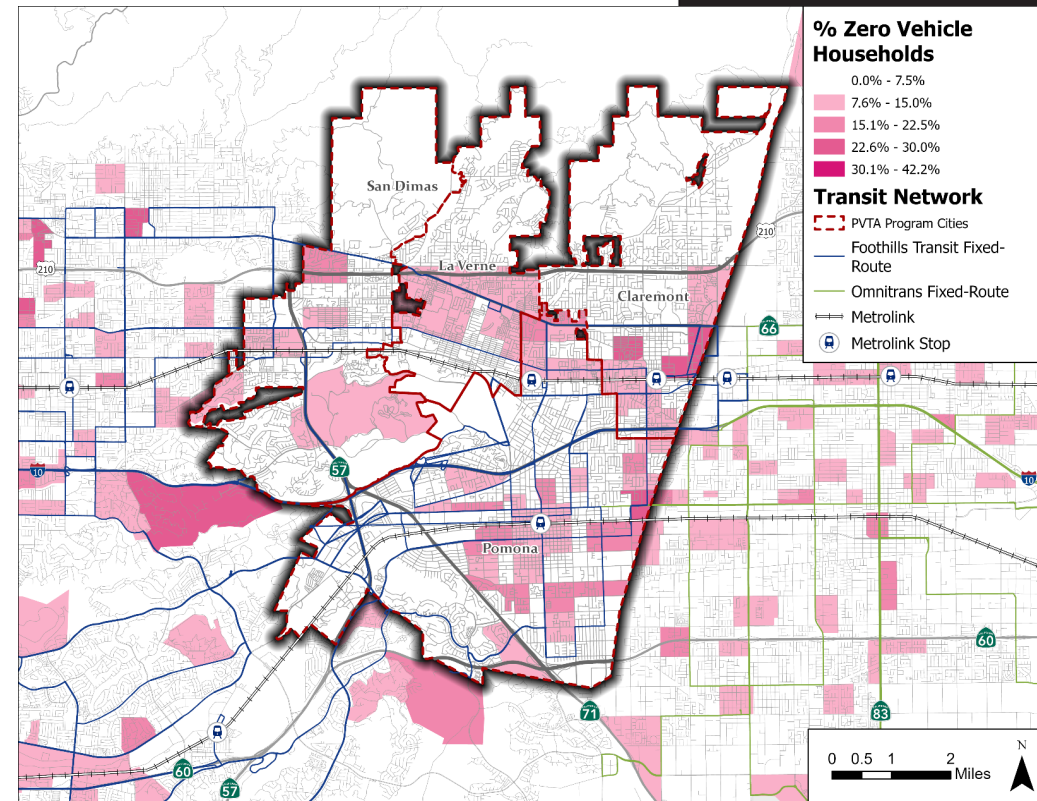 % Zero Vehicle
Households
0.0% - 7.5%
7.6% - 15.0%
15.1% - 22.5%
22.6% - 30.0%
30.1% - 42.2%
Transit Network
PVTA Program Cities
Foothills Transit Fixed-
Route
Omnitrans Fixed-Route
Metrolink
Metrolink Stop
San Dimas
210
La Verne
210
Claremont
66
57
10
10
Pomona
60
71
83
60
57
0 0.5 1 2
Miles
N